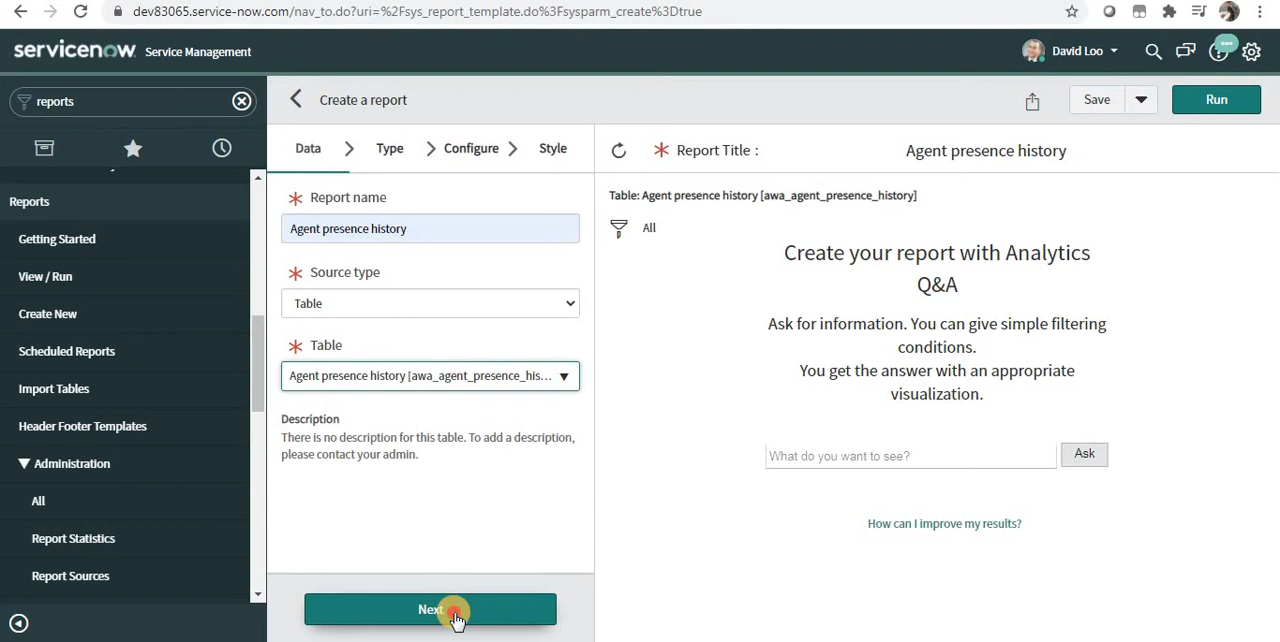 dev83065.service-now.com/nav_to.do?uri=%2Fsys_report_template.do%3Fsysparm_create%3Dtrue
servicenow Service Management
David Loo
reports
Create a report
Save
Run
Data
Type
Configure
Style
Report Title :
Agent presence history
Reports
Getting Started
View / Run
Create New
Scheduled Reports
Import Tables
Header Footer Templates
Administration
All
Report Statistics
Report Sources
Report name
Agent presence history
Source type
Table
Table
Agent presence history [awa_agent_presence_his...
Description
There is no description for this table. To add a description,
please contact your admin.
Next
Table: Agent presence history [awa_agent_presence_history]
All
Create your report with Analytics
Q&A
Ask for information. You can give simple filtering
conditions.
You get the answer with an appropriate
visualization.
What do you want to see?
Ask
How can I improve my results?